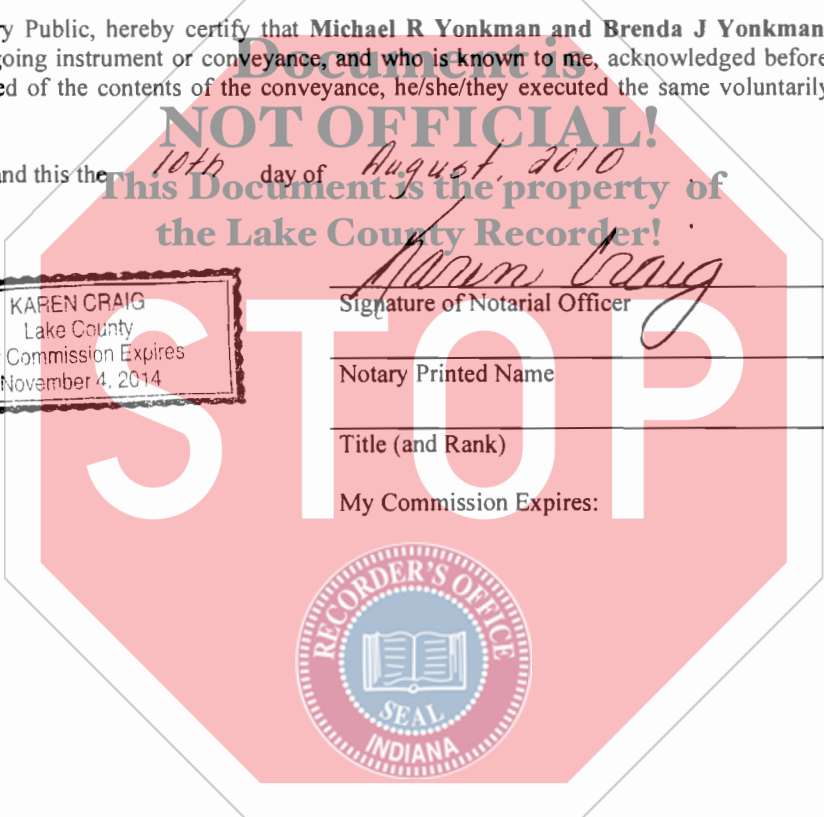 y Public, hereby certify that Michael R Yonkman and Brenda J Yonkman
going instrument or conveyance, and who is known to me, acknowledged before
ed of the contents of the conveyance, he/she/they executed the same voluntarily
Document is
NOT OFFICIAL!
This Document is the property of
the Lake County Recorder!
nd this the 10th day of August, 2010
Karen Craig
Signature of Notarial Officer
KAREN CRAIG
Lake County
Commission Expires
November 4, 2014
Notary Printed Name
Title (and Rank)
My Commission Expires:
STOP
RECORDER'S OFFICE
SEAL
INDIANA